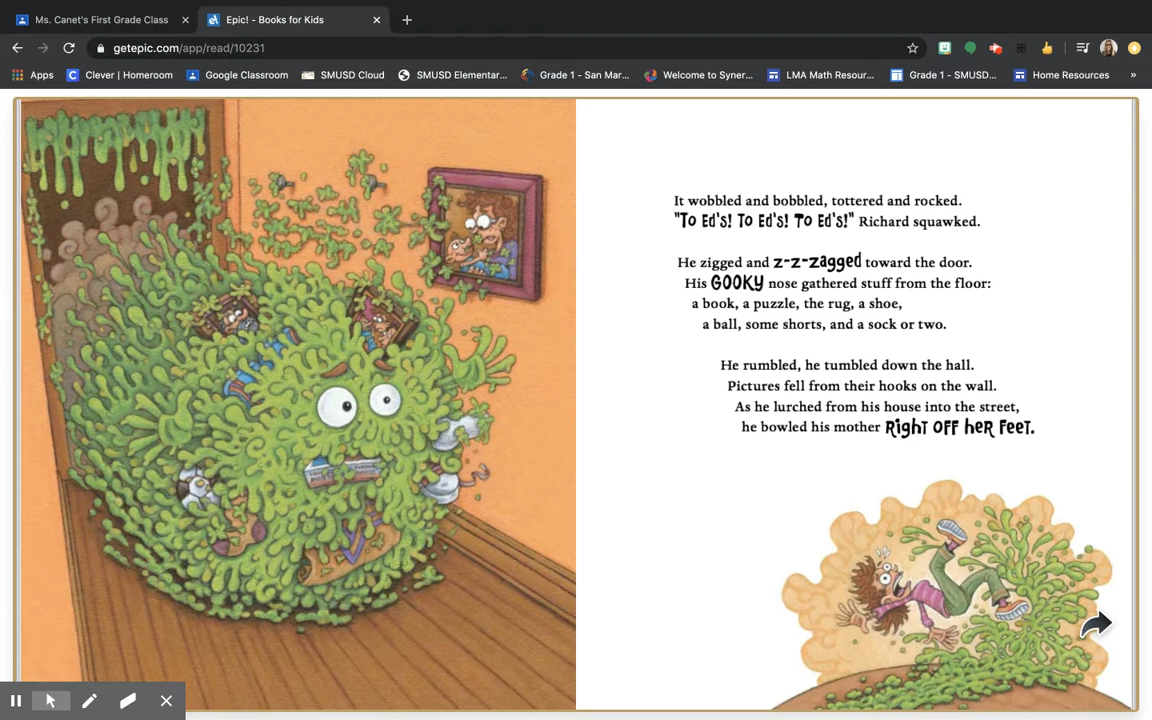 Ms. Canet's First Grade Class
Epic! - Books for Kids
getepic.com/app/read/10231
Apps
Clever | Homeroom
Google Classroom
SMUSD Cloud
SMUSD Elementar...
Grade 1 - San Mar...
Welcome to Syner...
LMA Math Resour...
Grade 1 - SMUSD...
Home Resources
»
It wobbled and bobbled, tottered and rocked.
"To Ed's! To Ed's! To Ed's!" Richard squawked.
He zigged and z-z-zagged toward the door.
His GOOKY nose gathered stuff from the floor:
a book, a puzzle, the rug, a shoe,
a ball, some shorts, and a sock or two.
He rumbled, he tumbled down the hall.
Pictures fell from their hooks on the wall.
As he lurched from his house into the street,
he bowled his mother Right OFF HeR Feet.